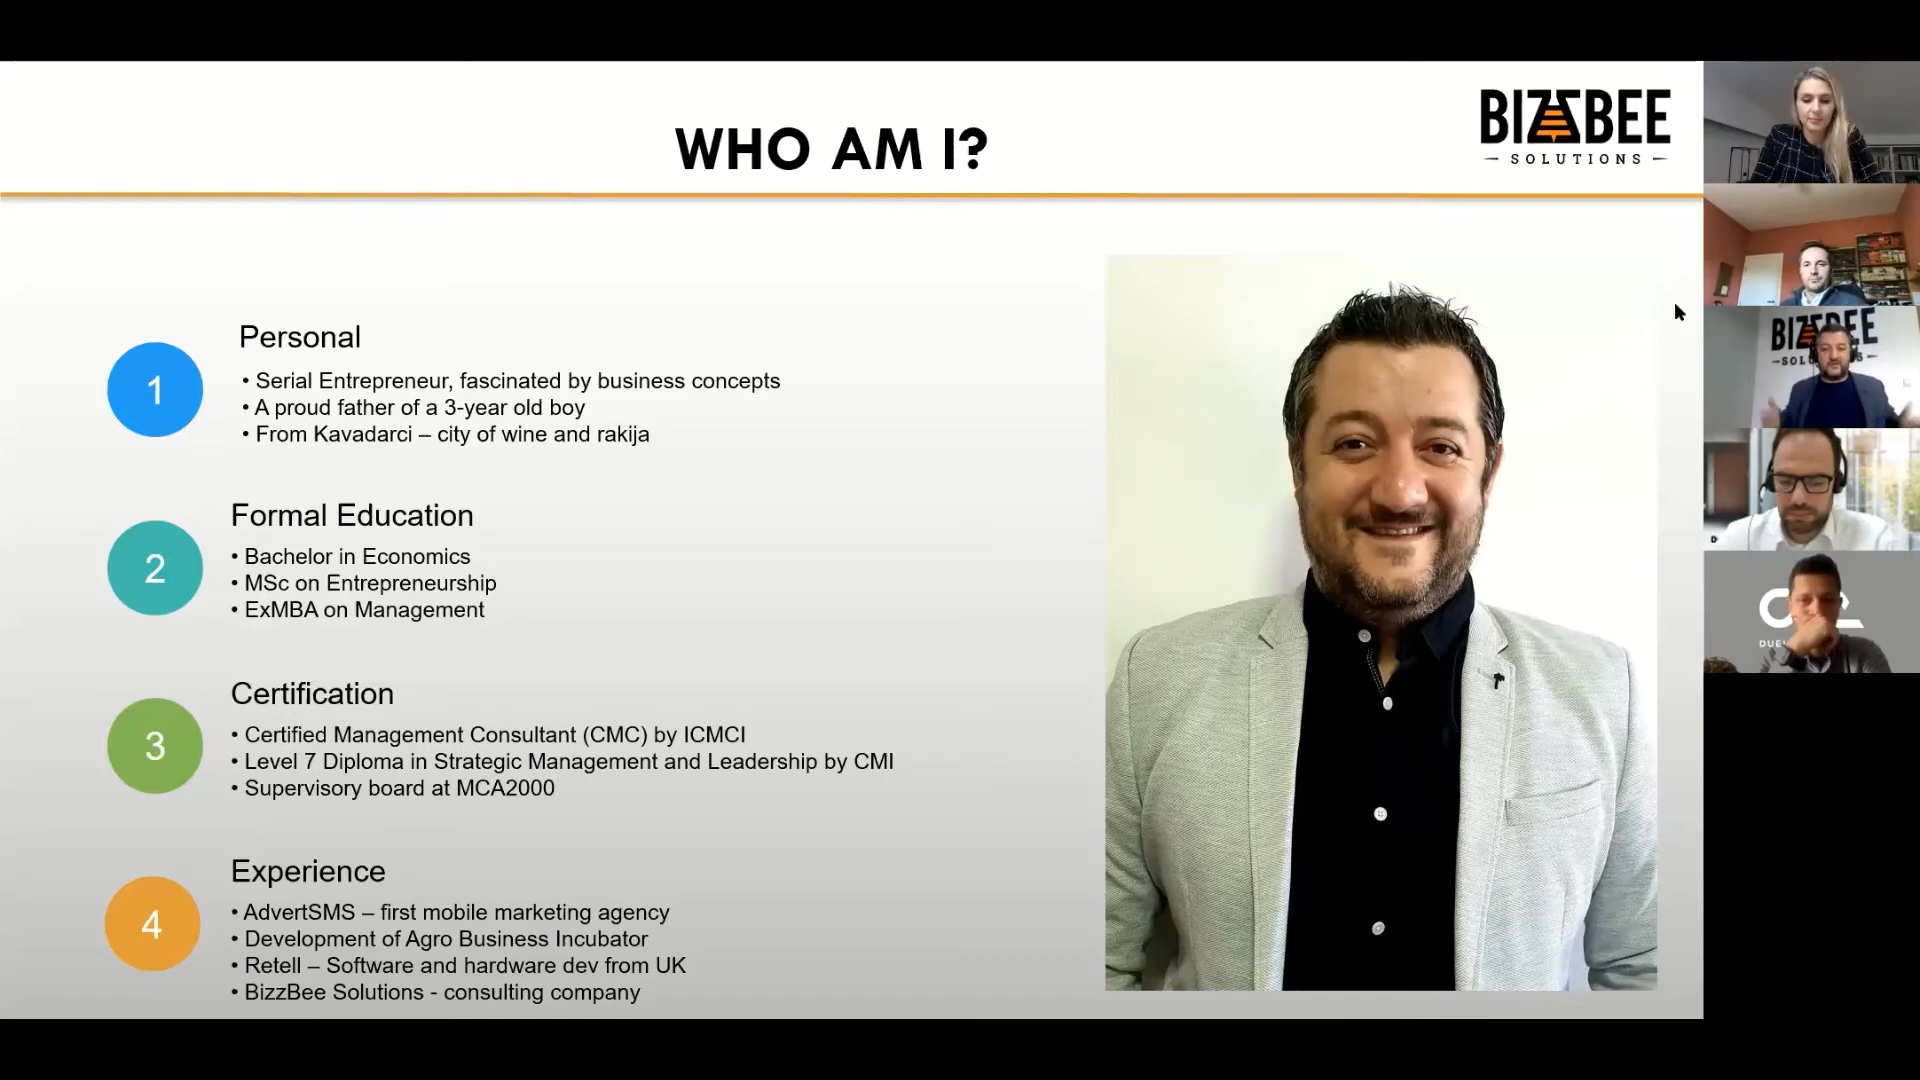 WHO AM I?
BIZZBEE
SOLUTIONS
1
Personal
• Serial Entrepreneur, fascinated by business concepts
• A proud father of a 3-year old boy
• From Kavadarci – city of wine and rakija
2
Formal Education
• Bachelor in Economics
• MSc on Entrepreneurship
• ExMBA on Management
3
Certification
• Certified Management Consultant (CMC) by ICMCI
• Level 7 Diploma in Strategic Management and Leadership by CMI
• Supervisory board at MCA2000
4
Experience
• AdvertSMS – first mobile marketing agency
• Development of Agro Business Incubator
• Retell – Software and hardware dev from UK
• BizzBee Solutions - consulting company